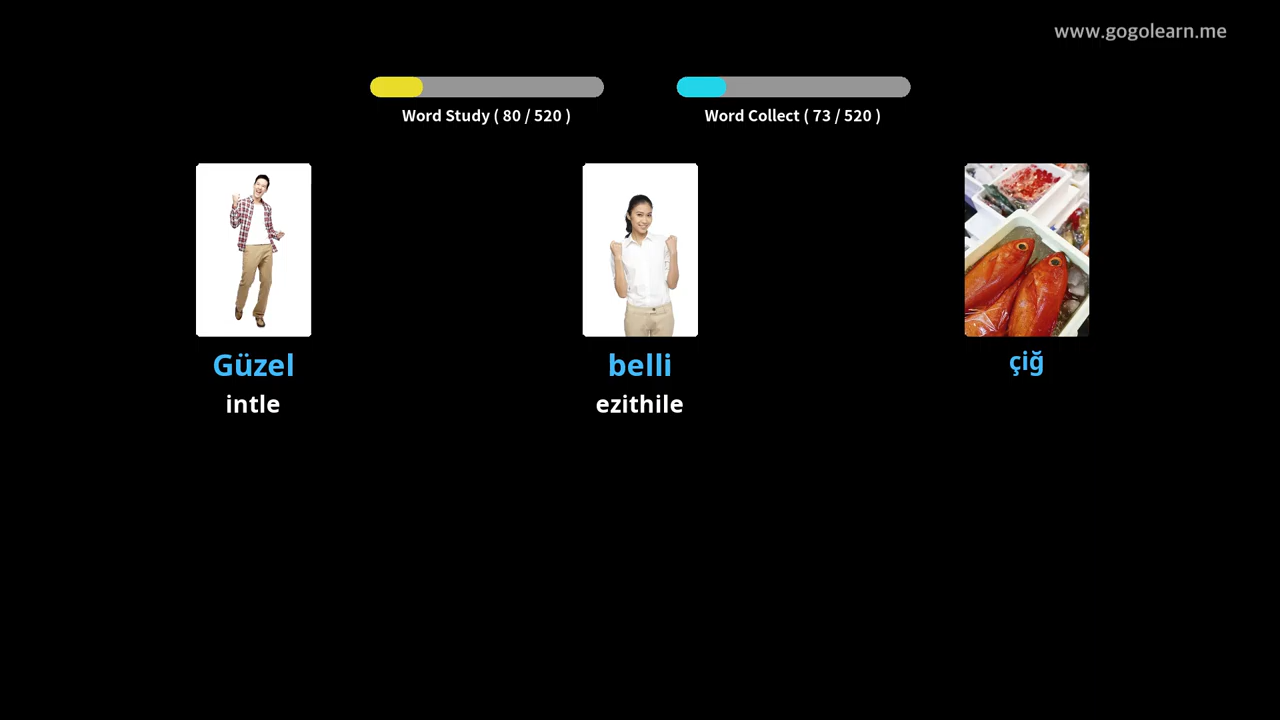 www.gogolearn.me
Word Study ( 80 / 520 )
Word Collect ( 73 / 520 )
Güzel
intle
belli
ezithile
çiğ